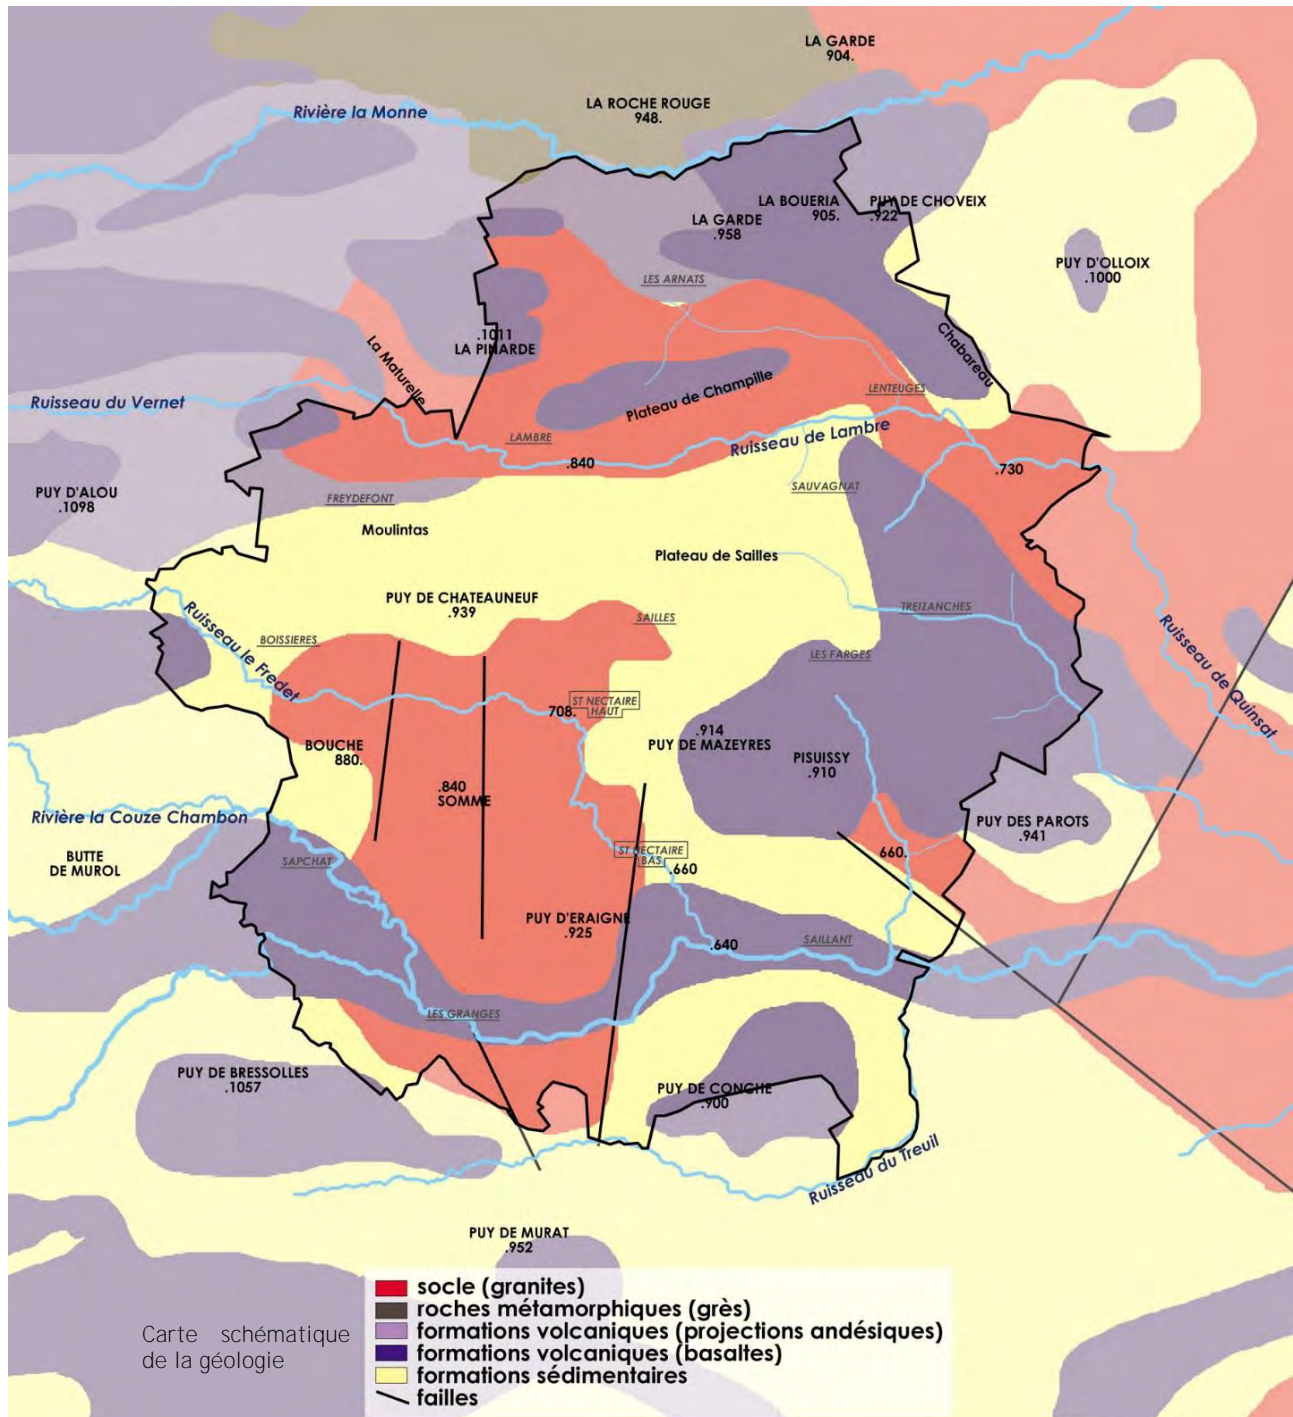 LA GARDE
904.
LA ROCHE ROUGE
948.
Rivière la Monne
LA BOUERIA
905.
PUY DE CHOVEIX
.922
LA GARDE
.958
PUY D'OLLOIX
.1000
LES ARNATS
.1011
LA PINARDE
La Maturelle
Chabareau
Plateau de Champille
LENTEUGES
Ruisseau du Vernet
LAMBRE
Ruisseau de Lambre
.840
.730
PUY D'ALOU
.1098
FREYDEFONT
SAUVAGNAT
Moulintas
Plateau de Sailles
PUY DE CHATEAUNEUF
.939
Ruisseau le Fredet
SAILLES
TREIZANCHES
BOISSIERES
LES FARGES
Ruisseau de Quinsat
ST NECTAIRE
HAUT
708.
.914
PUY DE MAZEYRES
BOUCHE
880.
PISUISSY
.910
.840
SOMME
Rivière la Couze Chambon
PUY DES PAROTS
.941
BUTTE
DE MUROL
SAPCHAT
ST NECTAIRE
BAS
.660
660.
PUY D'ERAIGNE
.925
.640
SAILLANT
LES GRANGES
PUY DE BRESSOLLES
.1057
PUY DE CONCHE
.900
Ruisseau du Treuil
PUY DE MURAT
.952
Carte schématique
de la géologie
socle (granites)
roches métamorphiques (grès)
formations volcaniques (projections andésiques)
formations volcaniques (basaltes)
formations sédimentaires
failles